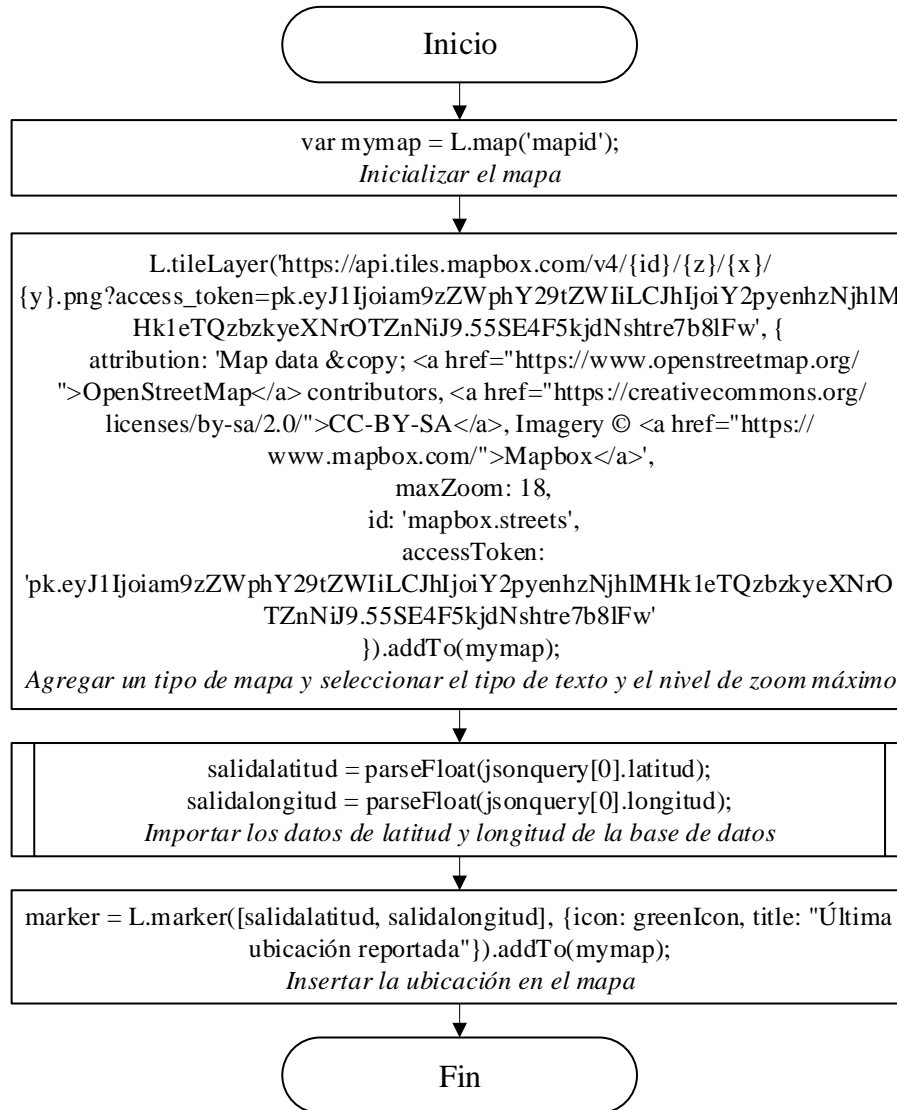 Inicio
var mymap = L.map('mapid');
Inicializar el mapa
L.tileLayer('https://api.tiles.mapbox.com/v4/{id}/{z}/{x}/
{y}.png?access_token=pk.eyJ1Ijoiam9zZWphY29tZWIiLCJhIjoiY2pyenhzNjhlM
Hk1eTQzbzkyeXNrOTZnNiJ9.55SE4F5kjdNshtre7b8lFw', {
attribution: 'Map data &copy; <a href="https://www.openstreetmap.org/
">OpenStreetMap</a> contributors, <a href="https://creativecommons.org/
licenses/by-sa/2.0/">CC-BY-SA</a>, Imagery © <a href="https://
www.mapbox.com/">Mapbox</a>',
maxZoom: 18,
id: 'mapbox.streets',
accessToken:
'pk.eyJ1Ijoiam9zZWphY29tZWIiLCJhIjoiY2pyenhzNjhlMHk1eTQzbzkyeXNrO
TZnNiJ9.55SE4F5kjdNshtre7b8lFw'
}).addTo(mymap);
Agregar un tipo de mapa y seleccionar el tipo de texto y el nivel de zoom máximo
salidalatitud = parseFloat(jsonquery[0].latitud);
salidalongitud = parseFloat(jsonquery[0].longitud);
Importar los datos de latitud y longitud de la base de datos
marker = L.marker([salidalatitud, salidalongitud], {icon: greenIcon, title: "Última
ubicación reportada"}).addTo(mymap);
Insertar la ubicación en el mapa
Fin